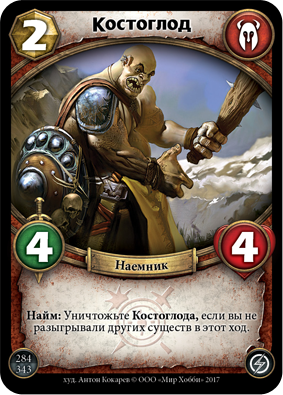 2
Костоглод
4
4
Наемник
Найм: Уничтожьте Костоглода, если вы не
разыгрывали других существ в этот ход.
284
343
худ. Антон Кокарев © ООО «Мир Хобби» 2017